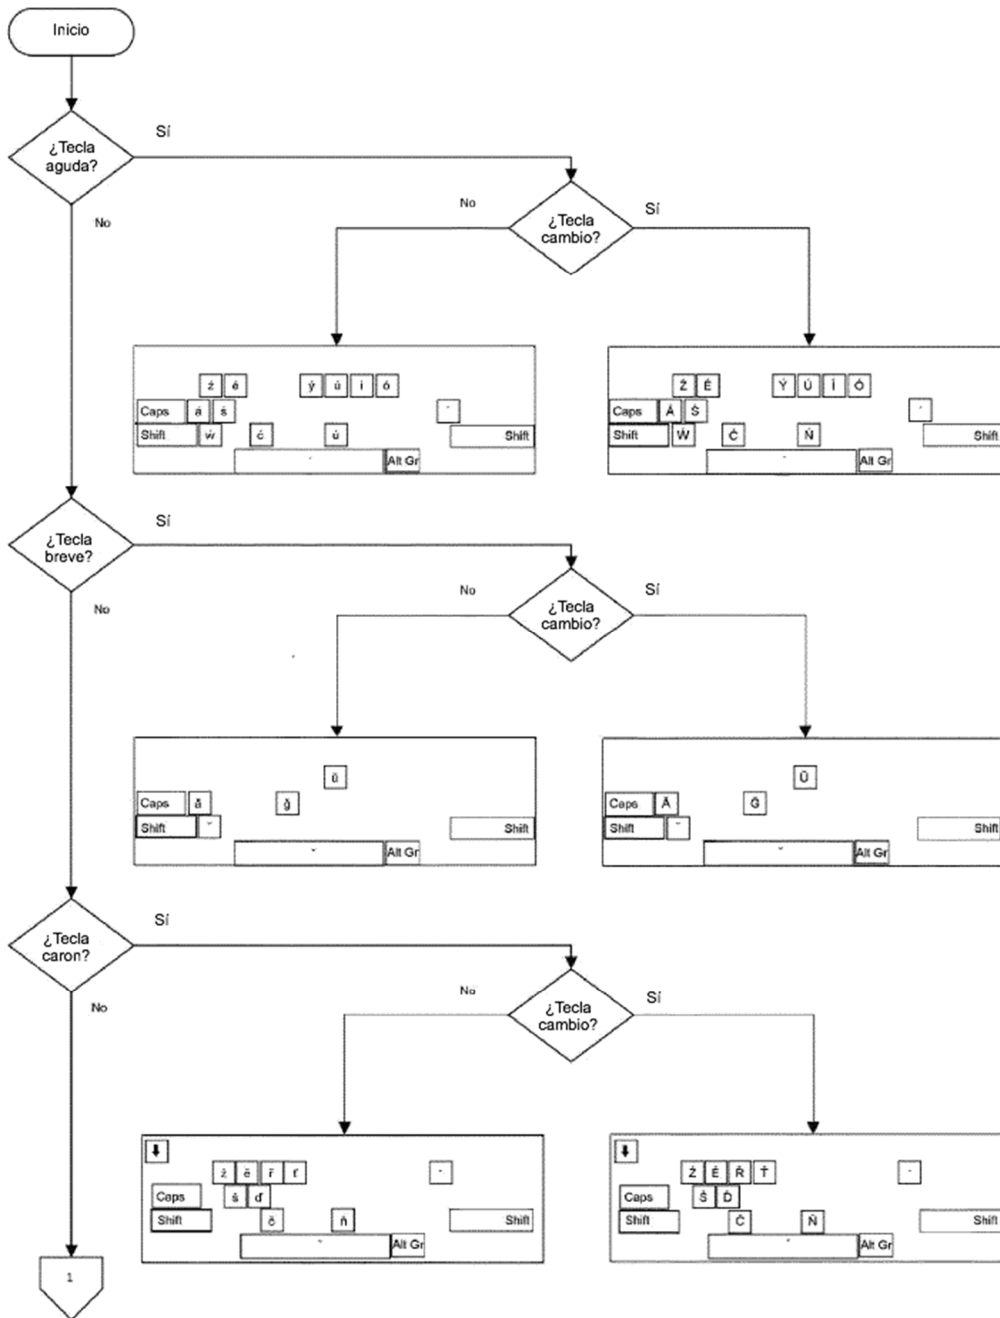 Inicio
¿Tecla
aguda?
Sí
No
¿Tecla
cambio?
No
Sí
ź é ý ú í ó
Caps á ś ´
Shift ẃ ć Shift
Alt Gr
Ź É Ý Ú Í Ó
Caps Á Ś ´
Shift Ẃ Ć Ń Shift
Alt Gr
¿Tecla
breve?
Sí
No
¿Tecla
cambio?
No
Sí
ŭ
Caps ă ğ
Shift ˘ Shift
˘ Alt Gr
Ŭ
Caps Ă Ğ
Shift ˘ Shift
˘ Alt Gr
¿Tecla
caron?
Sí
No
¿Tecla
cambio?
No
Sí
ž ě ř ť ˇ
Caps š ď
Shift č ň Shift
ˇ Alt Gr
Ž Ě Ř Ť ˇ
Caps Š Ď
Shift Č Ň Shift
ˇ Alt Gr
1